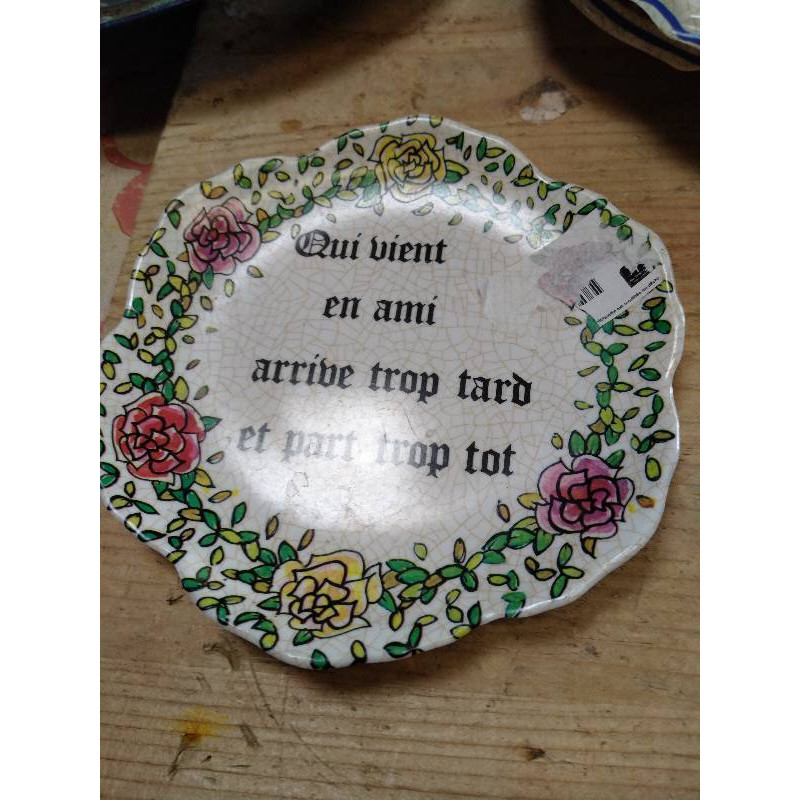 Qui vient
en ami
arrive trop tard
et part trop tot